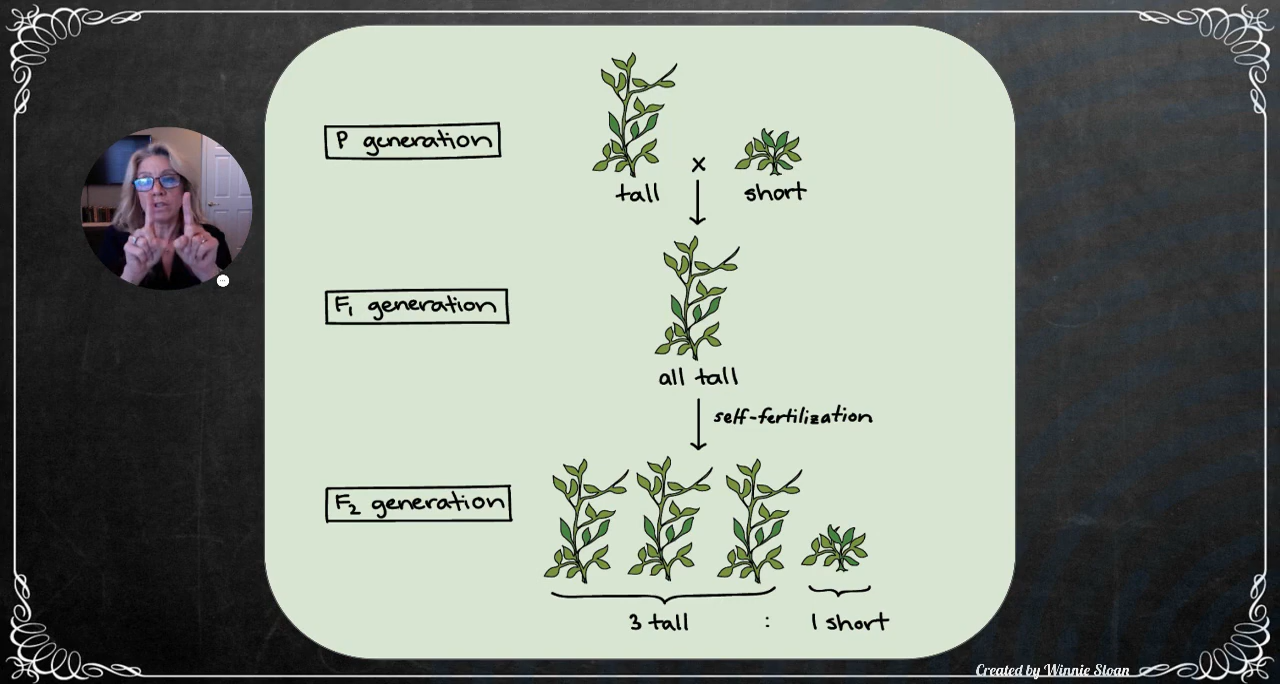 P generation
x
tall
short
F₁ generation
all tall
self-fertilization
F₂ generation
3 tall : 1 short
Created by Winnie Sloan